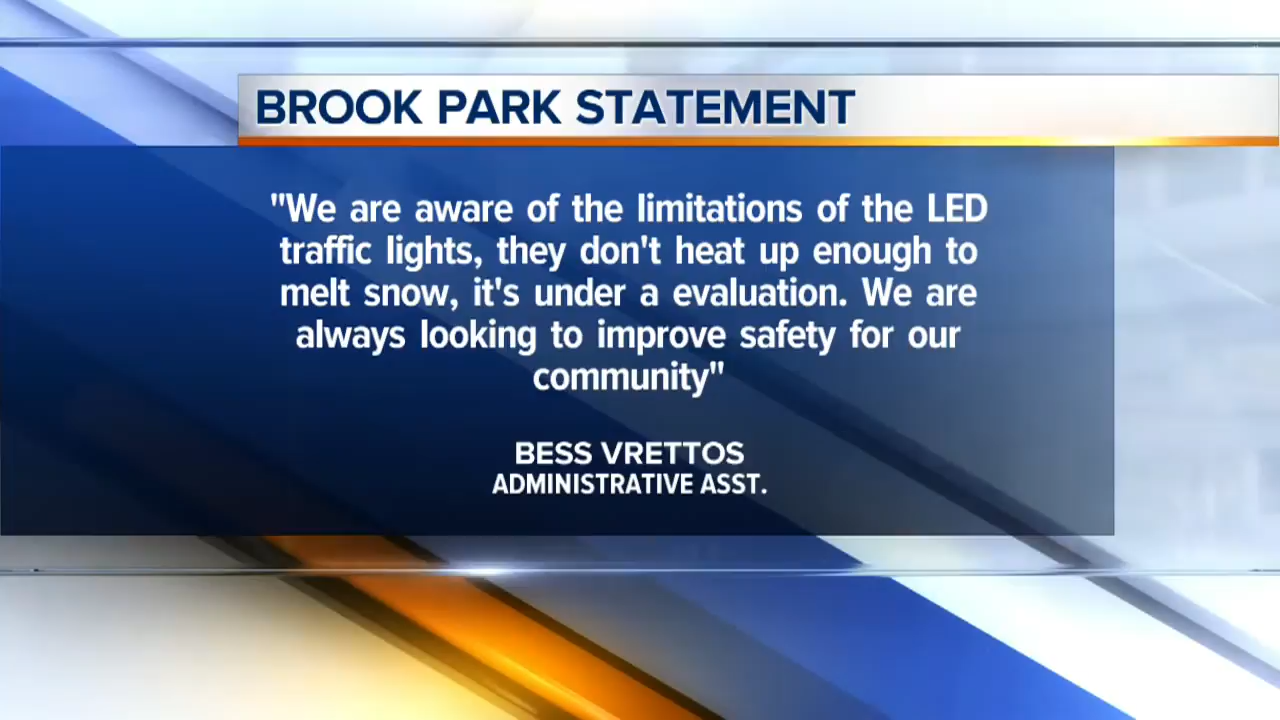 BROOK PARK STATEMENT
"We are aware of the limitations of the LED
traffic lights, they don't heat up enough to
melt snow, it's under a evaluation. We are
always looking to improve safety for our
community"
BESS VRETTOS
ADMINISTRATIVE ASST.